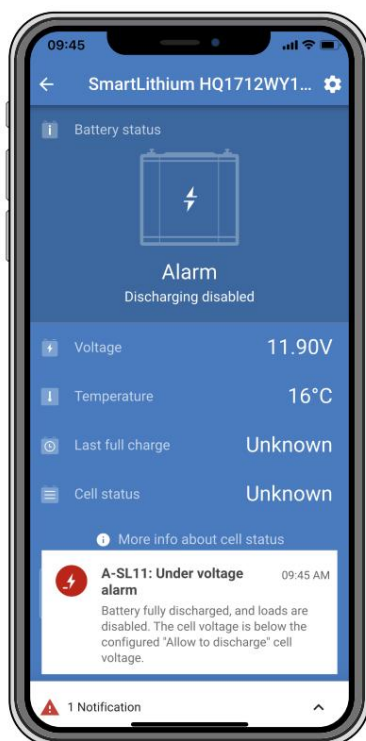 09:45
SmartLithium HQ1712WY1...
Battery status
Alarm
Discharging disabled
Voltage 11.90V
Temperature 16°C
Last full charge Unknown
Cell status Unknown
More info about cell status
A-SL11: Under voltage 09:45 AM
alarm
Battery fully discharged, and loads are
disabled. The cell voltage is below the
configured "Allow to discharge" cell
voltage.
1 Notification